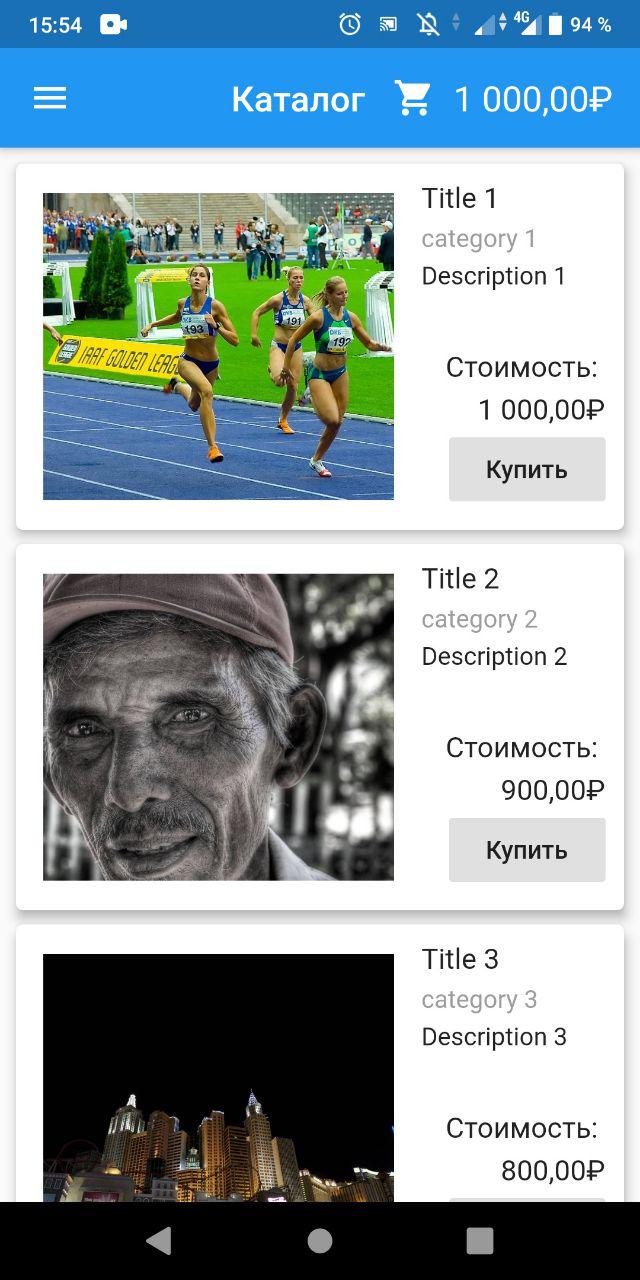 15:54
4G
94 %
Каталог
1 000,00₽
Title 1
category 1
Description 1
193
191
192
IAAF GOLDEN LEAG
Стоимость:
1 000,00₽
Купить
Title 2
category 2
Description 2
Стоимость:
900,00₽
Купить
Title 3
category 3
Description 3
Стоимость:
800,00₽